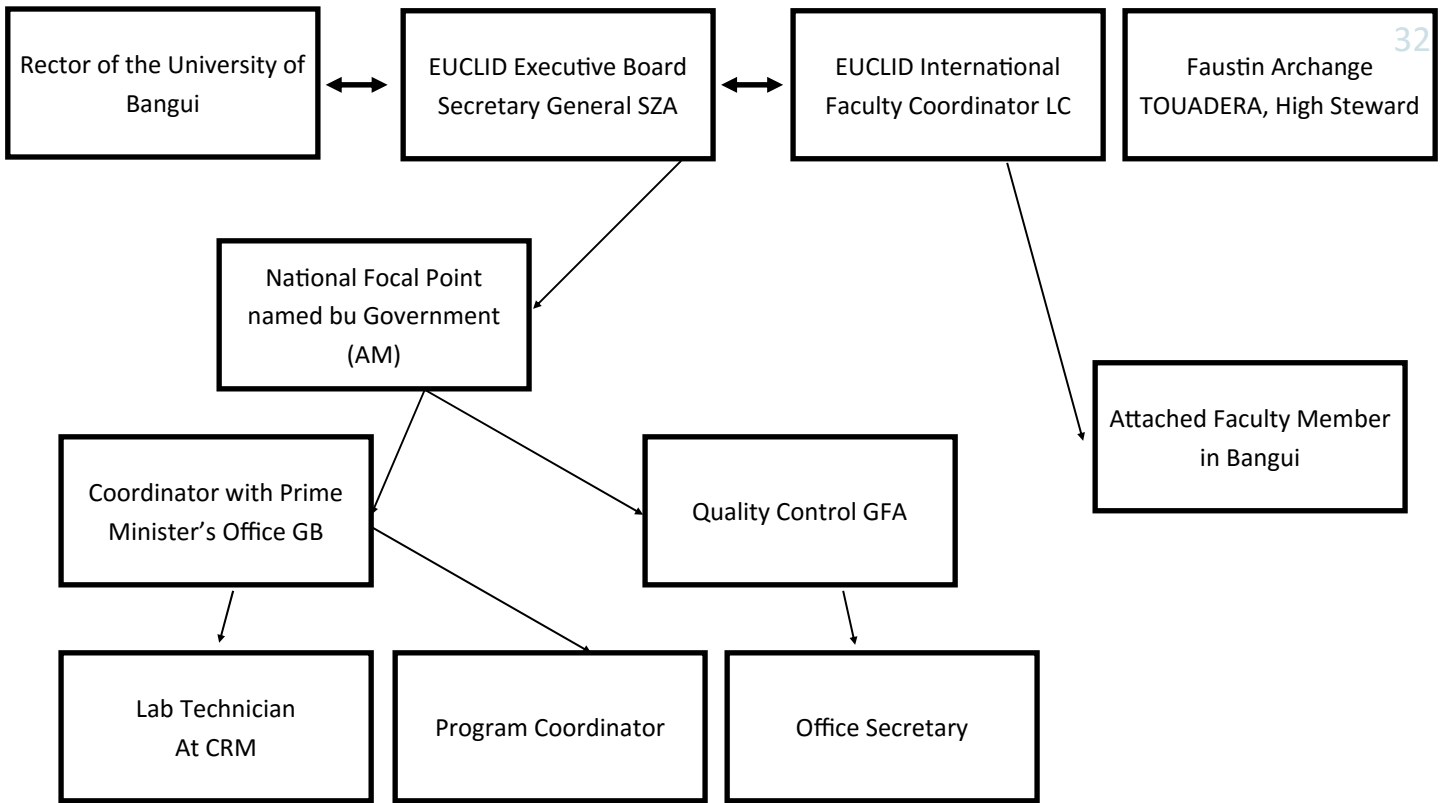 32
Rector of the University of
Bangui
EUCLID Executive Board
Secretary General SZA
EUCLID International
Faculty Coordinator LC
Faustin Archange
TOUADERA, High Steward
National Focal Point
named bu Government
(AM)
Attached Faculty Member
in Bangui
Coordinator with Prime
Minister’s Office GB
Quality Control GFA
Lab Technician
At CRM
Program Coordinator
Office Secretary